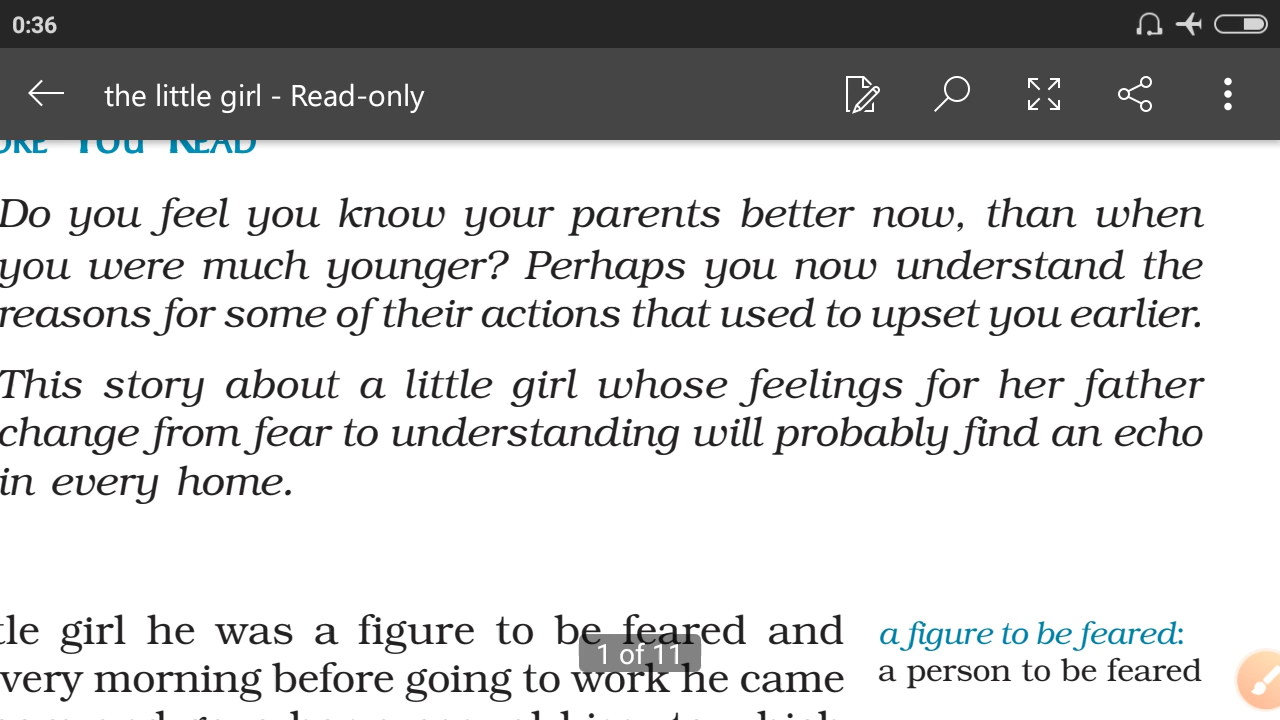 0:36
the little girl - Read-only
You Read
Do you feel you know your parents better now, than when
you were much younger? Perhaps you now understand the
reasons for some of their actions that used to upset you earlier.
This story about a little girl whose feelings for her father
change from fear to understanding will probably find an echo
in every home.
tle girl he was a figure to be feared and
very morning before going to work he came
a figure to be feared:
a person to be feared
1 of 11